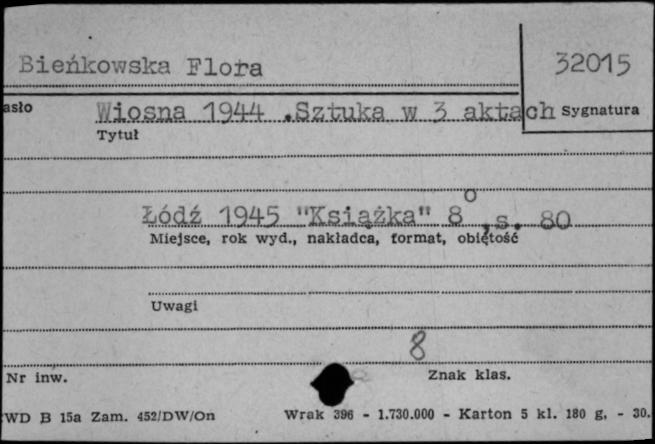 Bieńkowska Flora
32015
asło
Wiosna 1944 .Sztuka w 3 aktach
Sygnatura
Tytuł
Łódź 1945 "Książka" 8o, s. 80
Miejsce, rok wyd., nakładca, format, obiętość
Uwagi
8
Nr inw.
Znak klas.
WD B 15a Zam. 452/DW/On
Wrak 396 - 1.730.000 - Karton 5 kl. 180 g, - 30.